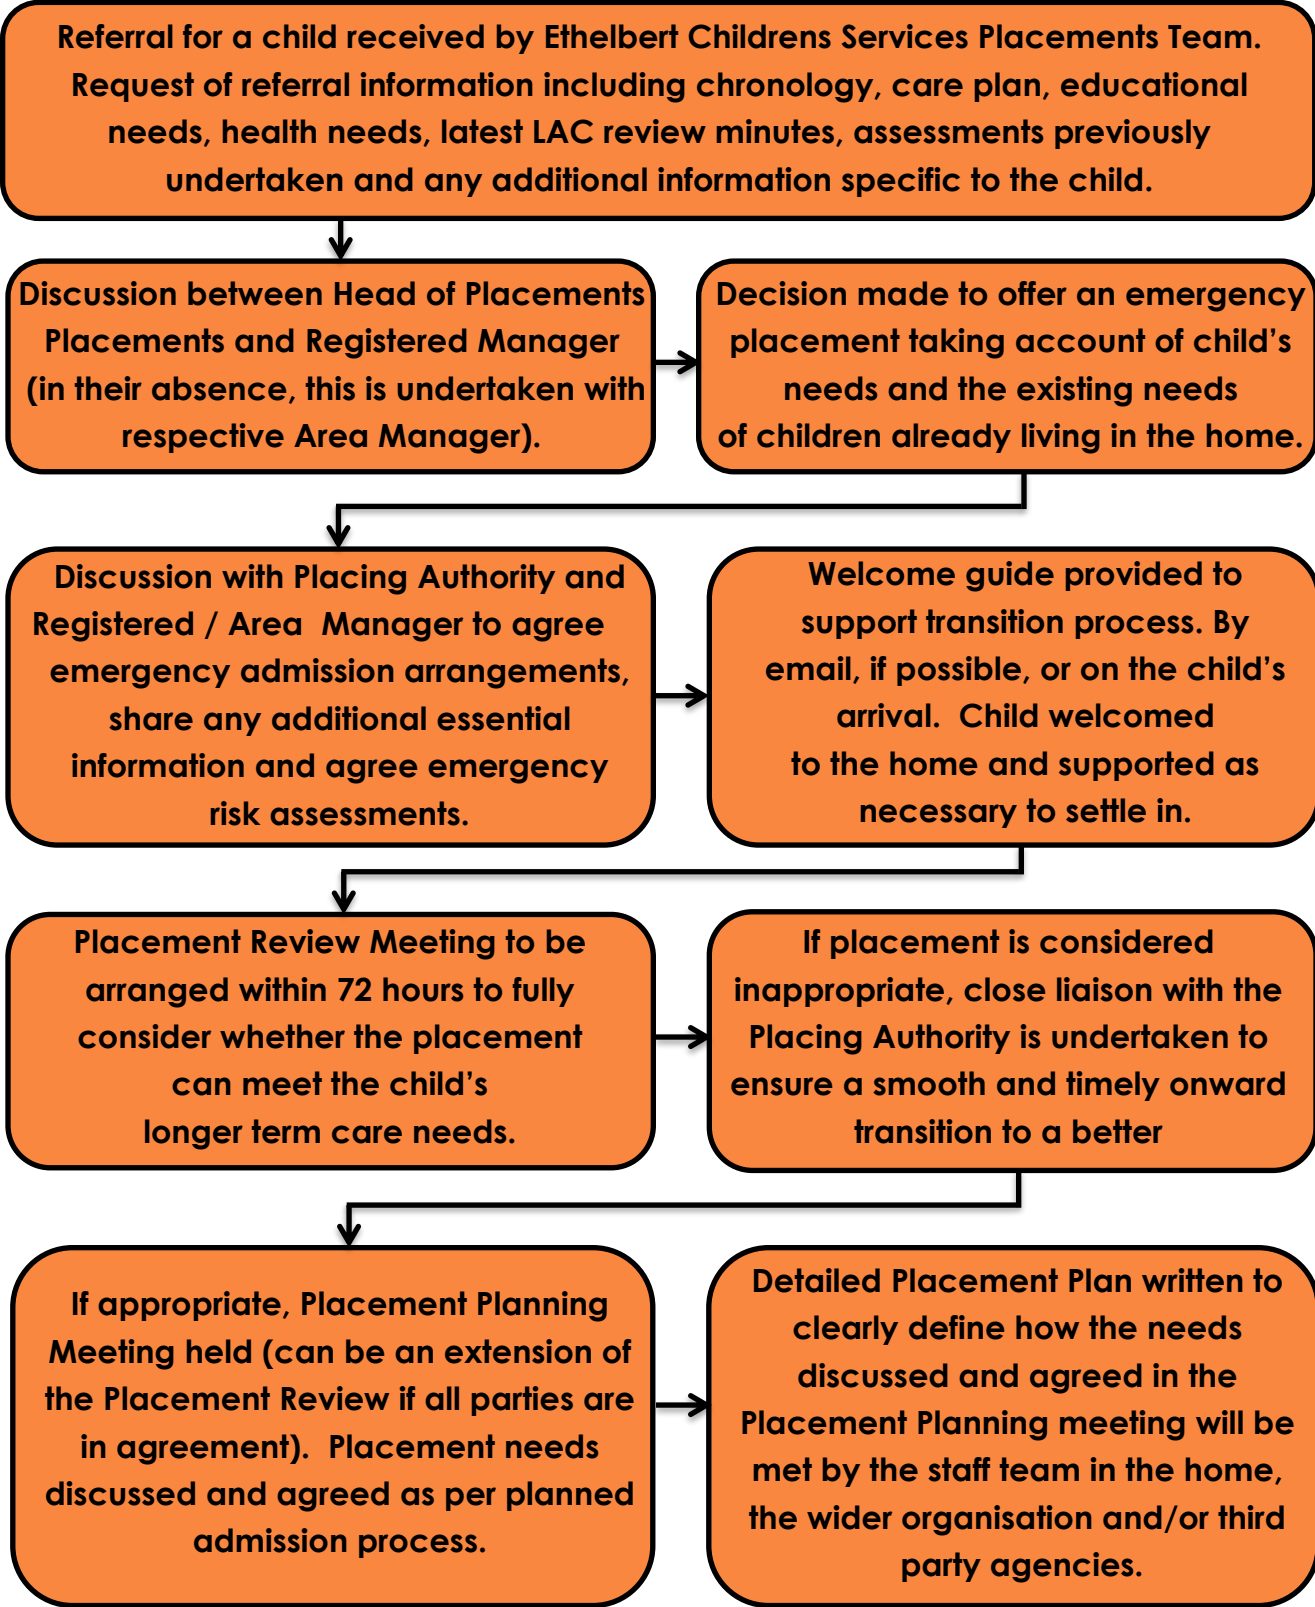 Referral for a child received by Ethelbert Childrens Services Placements Team.
Request of referral information including chronology, care plan, educational
needs, health needs, latest LAC review minutes, assessments previously
undertaken and any additional information specific to the child.
Discussion between Head of Placements
Placements and Registered Manager
(in their absence, this is undertaken with
respective Area Manager).
Decision made to offer an emergency
placement taking account of child’s
needs and the existing needs
of children already living in the home.
Discussion with Placing Authority and
Registered / Area  Manager to agree
emergency admission arrangements,
share any additional essential
information and agree emergency
risk assessments.
Welcome guide provided to
support transition process. By
email, if possible, or on the child’s
arrival.  Child welcomed
to the home and supported as
necessary to settle in.
Placement Review Meeting to be
arranged within 72 hours to fully
consider whether the placement
can meet the child’s
longer term care needs.
If placement is considered
inappropriate, close liaison with the
Placing Authority is undertaken to
ensure a smooth and timely onward
transition to a better
If appropriate, Placement Planning
Meeting held (can be an extension of
the Placement Review if all parties are
in agreement).  Placement needs
discussed and agreed as per planned
admission process.
Detailed Placement Plan written to
clearly define how the needs
discussed and agreed in the
Placement Planning meeting will be
met by the staff team in the home,
the wider organisation and/or third
party agencies.